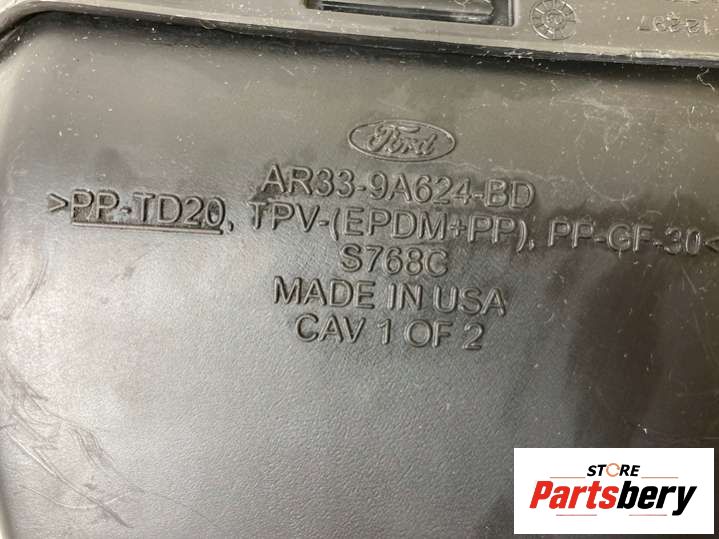 Ford
AR33-9A624-BD
>PP-TD20, TPV-(EPDM+PP), PP-GF-30<
S768C
MADE IN USA
CAV 1 OF 2
STORE
Partsbery